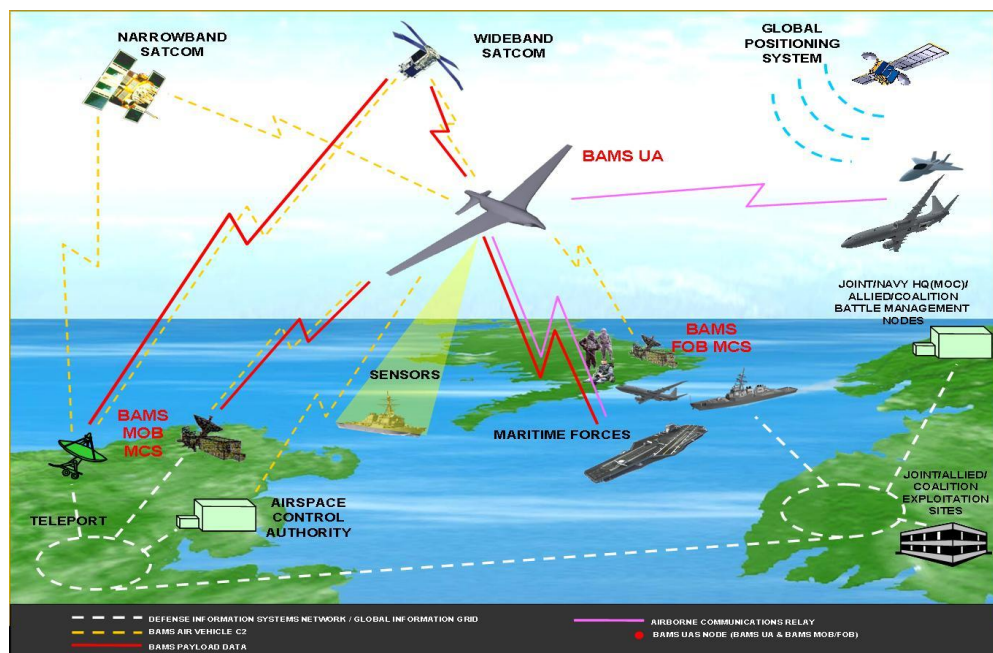 NARROWBAND
SATCOM
WIDEBAND
SATCOM
GLOBAL
POSITIONING
SYSTEM
BAMS UA
JOINT/NAVY HQ(MOC)/
ALLIED/COALITION
BATTLE MANAGEMENT
NODES
BAMS
FOB MCS
SENSORS
BAMS
MOB
MCS
MARITIME FORCES
TELEPORT
AIRSPACE
CONTROL
AUTHORITY
JOINT/ALLIED/
COALITION
EXPLOITATION
SITES
DEFENSE INFORMATION SYSTEMS NETWORK / GLOBAL INFORMATION GRID
BAMS AIR VEHICLE C2
BAMS PAYLOAD DATA
AIRBORNE COMMUNICATIONS RELAY
BAMS UAS NODE (BAMS UA & BAMS MOB/FOB)